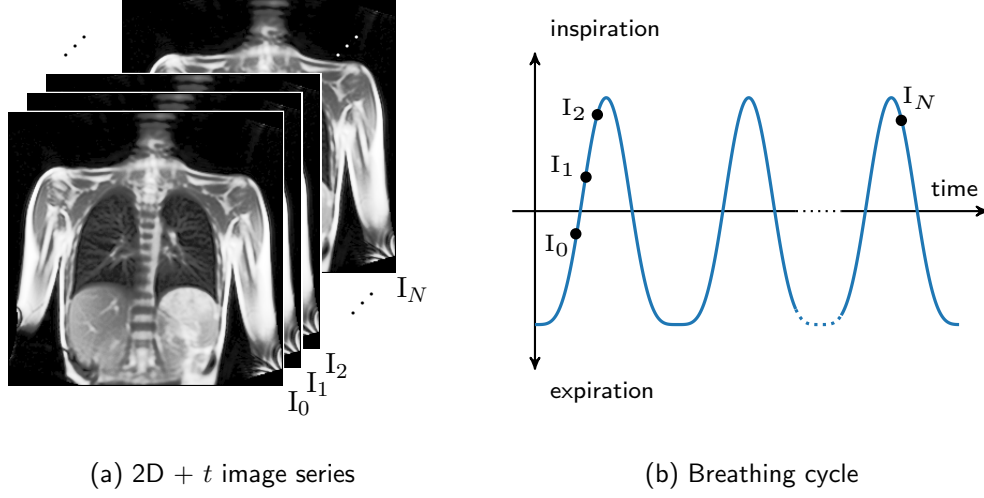 I_N
I_2
I_1
I_0
inspiration
I_2
I_N
I_1
time
I_0
expiration
(a) 2D + t image series
(b) Breathing cycle